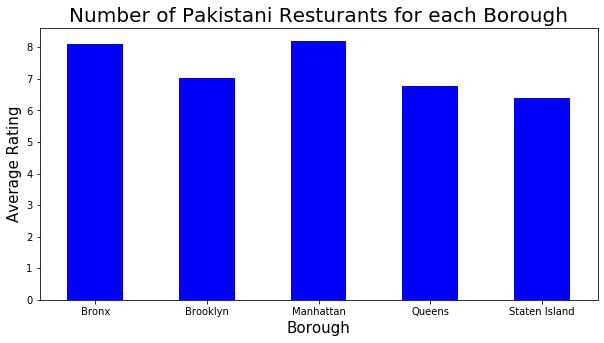 Number of Pakistani Resturants for each Borough
Average Rating
8
7
6
5
4
3
2
1
0
Bronx Brooklyn Manhattan Queens Staten Island
Borough